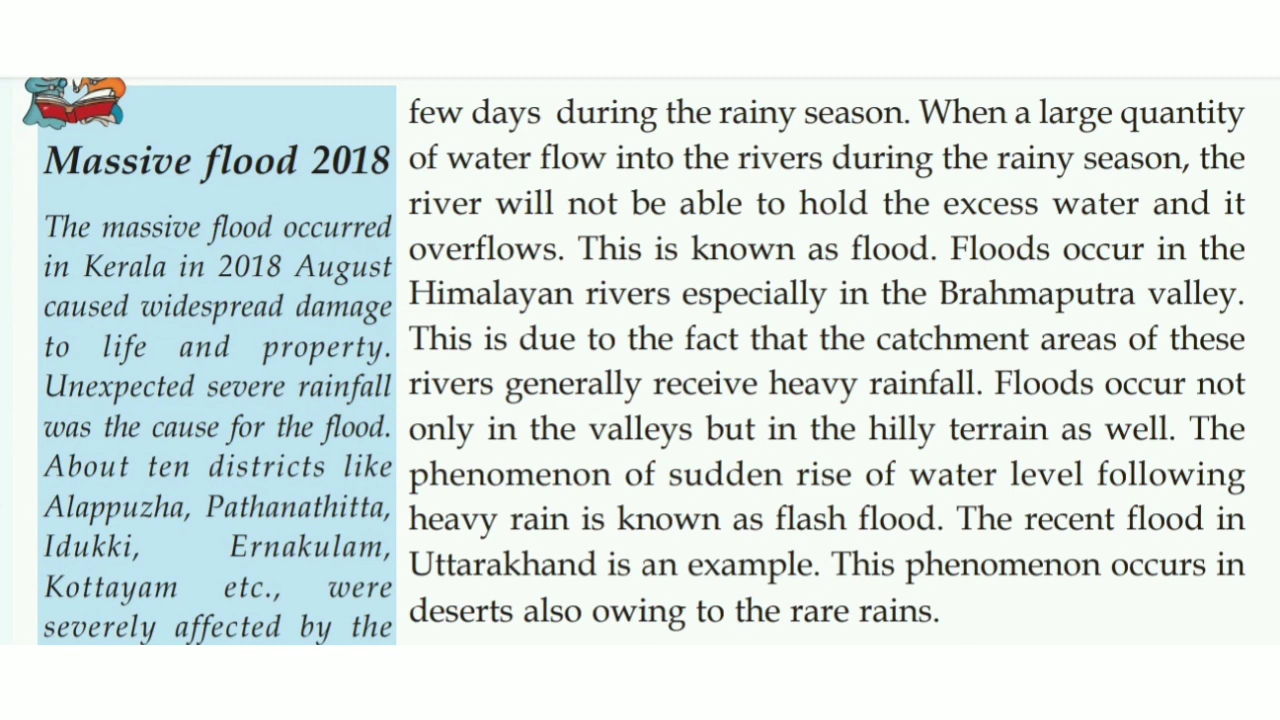 Massive flood 2018
The massive flood occurred
in Kerala in 2018 August
caused widespread damage
to life and property.
Unexpected severe rainfall
was the cause for the flood.
About ten districts like
Alappuzha, Pathanathitta,
Idukki, Ernakulam,
Kottayam etc., were
severely affected by the
few days during the rainy season. When a large quantity
of water flow into the rivers during the rainy season, the
river will not be able to hold the excess water and it
overflows. This is known as flood. Floods occur in the
Himalayan rivers especially in the Brahmaputra valley.
This is due to the fact that the catchment areas of these
rivers generally receive heavy rainfall. Floods occur not
only in the valleys but in the hilly terrain as well. The
phenomenon of sudden rise of water level following
heavy rain is known as flash flood. The recent flood in
Uttarakhand is an example. This phenomenon occurs in
deserts also owing to the rare rains.